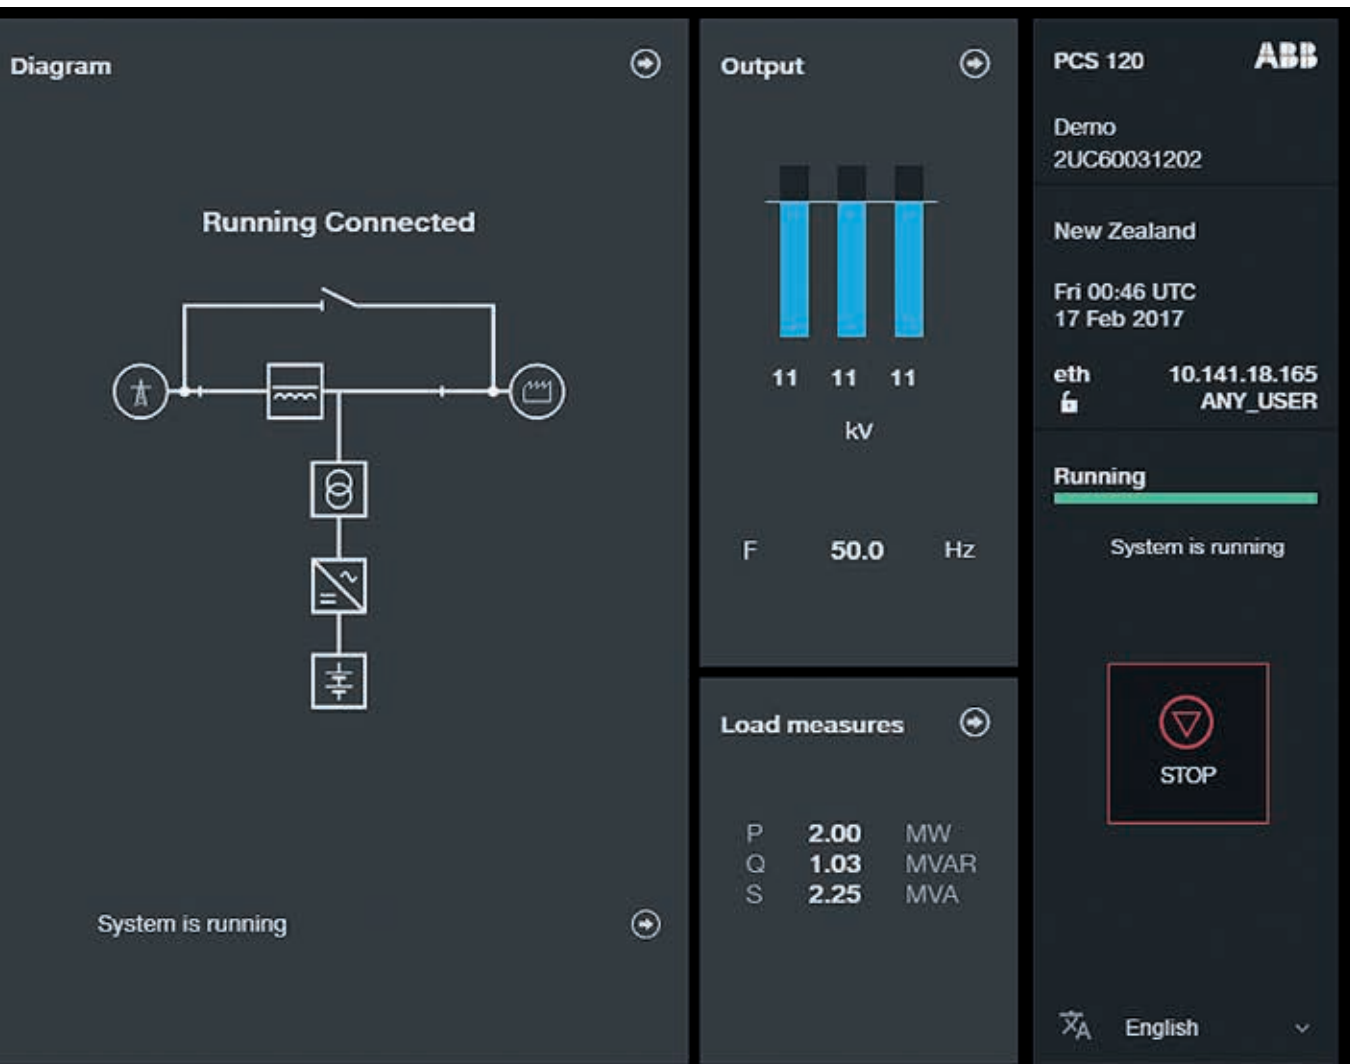 Diagram
Running Connected
System is running
Output
11 11 11
kV
F 50.0 Hz
Load measures
P 2.00 MW
Q 1.03 MVAR
S 2.25 MVA
PCS 120 ABB
Demo
2UC60031202
New Zealand
Fri 00:46 UTC
17 Feb 2017
eth 10.141.18.165
ANY_USER
Running
System is running
STOP
English